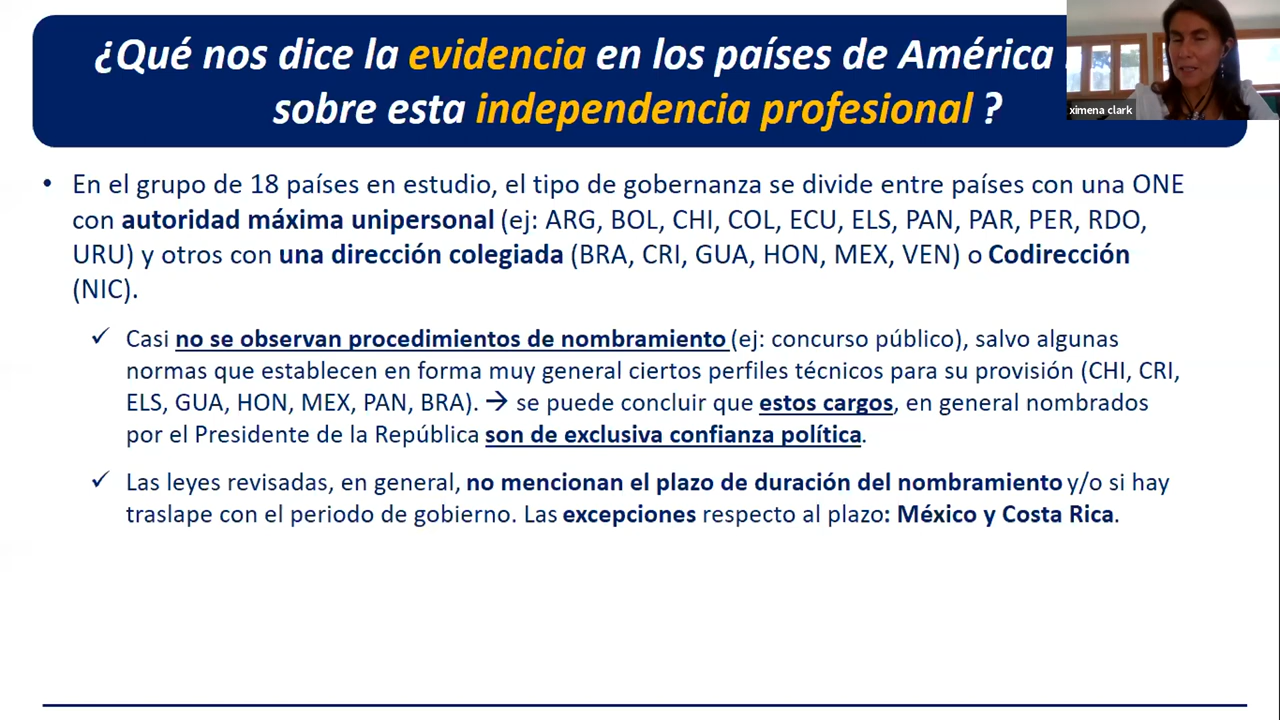 ¿Qué nos dice la evidencia en los países de América
sobre esta independencia profesional ?
ximena clark
• En el grupo de 18 países en estudio, el tipo de gobernanza se divide entre países con una ONE
con autoridad máxima unipersonal (ej: ARG, BOL, CHI, COL, ECU, ELS, PAN, PAR, PER, RDO,
URU) y otros con una dirección colegiada (BRA, CRI, GUA, HON, MEX, VEN) o Codirección
(NIC).
✓ Casi no se observan procedimientos de nombramiento (ej: concurso público), salvo algunas
normas que establecen en forma muy general ciertos perfiles técnicos para su provisión (CHI, CRI,
ELS, GUA, HON, MEX, PAN, BRA). → se puede concluir que estos cargos, en general nombrados
por el Presidente de la República son de exclusiva confianza política.
✓ Las leyes revisadas, en general, no mencionan el plazo de duración del nombramiento y/o si hay
traslape con el periodo de gobierno. Las excepciones respecto al plazo: México y Costa Rica.